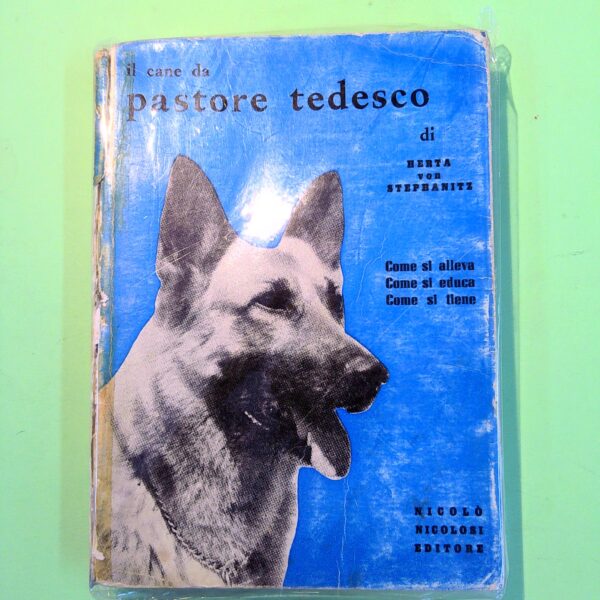 il cane da
pastore tedesco
di
HERTA
von
STEPHANITZ
Come si alleva
Come si educa
Come si tiene
NICOLÒ
NICOLOSI
EDITORE